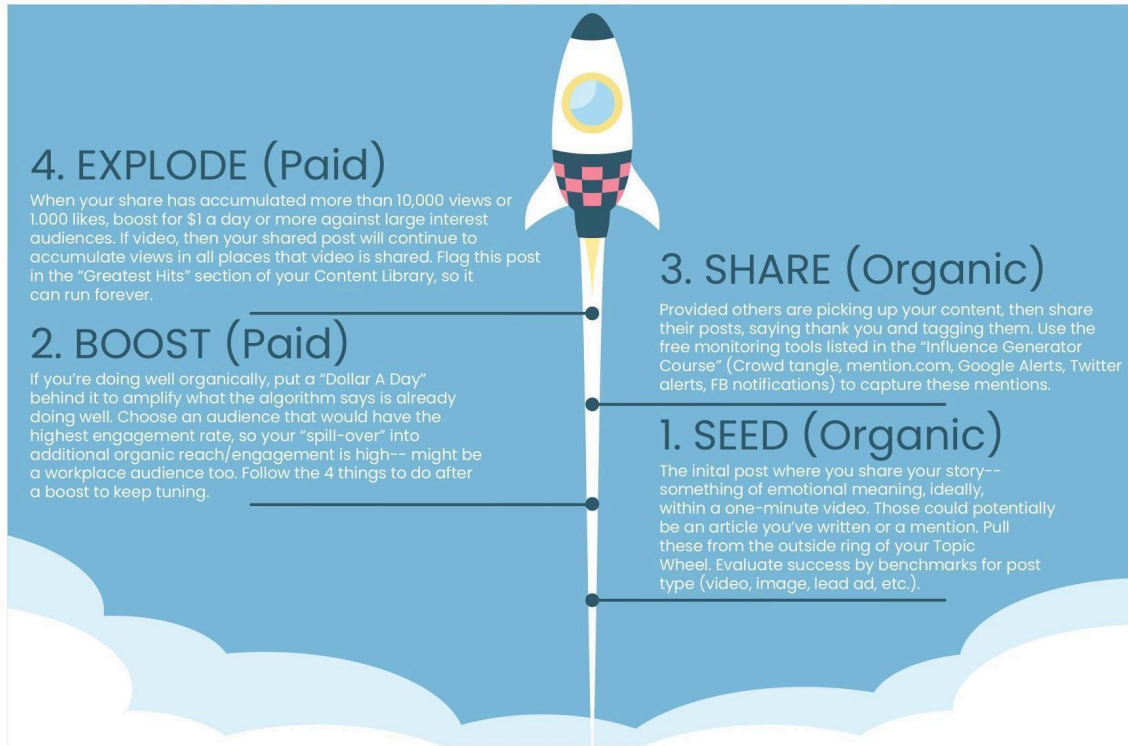 4. EXPLODE (Paid)
When your share has accumulated more than 10,000 views or
1.000 likes, boost for $1 a day or more against large interest
audiences. If video, then your shared post will continue to
accumulate views in all places that video is shared. Flag this post
in the “Greatest Hits” section of your Content Library, so it
can run forever.
2. BOOST (Paid)
If you’re doing well organically, put a “Dollar A Day”
behind it to amplify what the algorithm says is already
doing well. Choose an audience that would have the
highest engagement rate, so your “spill-over” into
additional organic reach/engagement is high-- might be
a workplace audience too. Follow the 4 things to do after
a boost to keep tuning.
3. SHARE (Organic)
Provided others are picking up your content, then share
their posts, saying thank you and tagging them. Use the
free monitoring tools listed in the “Influence Generator
Course” (Crowd tangle, mention.com, Google Alerts, Twitter
alerts, FB notifications) to capture these mentions.
1. SEED (Organic)
The inital post where you share your story--
something of emotional meaning, ideally,
within a one-minute video. Those could potentially
be an article you’ve written or a mention. Pull
these from the outside ring of your Topic
Wheel. Evaluate success by benchmarks for post
type (video, image, lead ad, etc.).